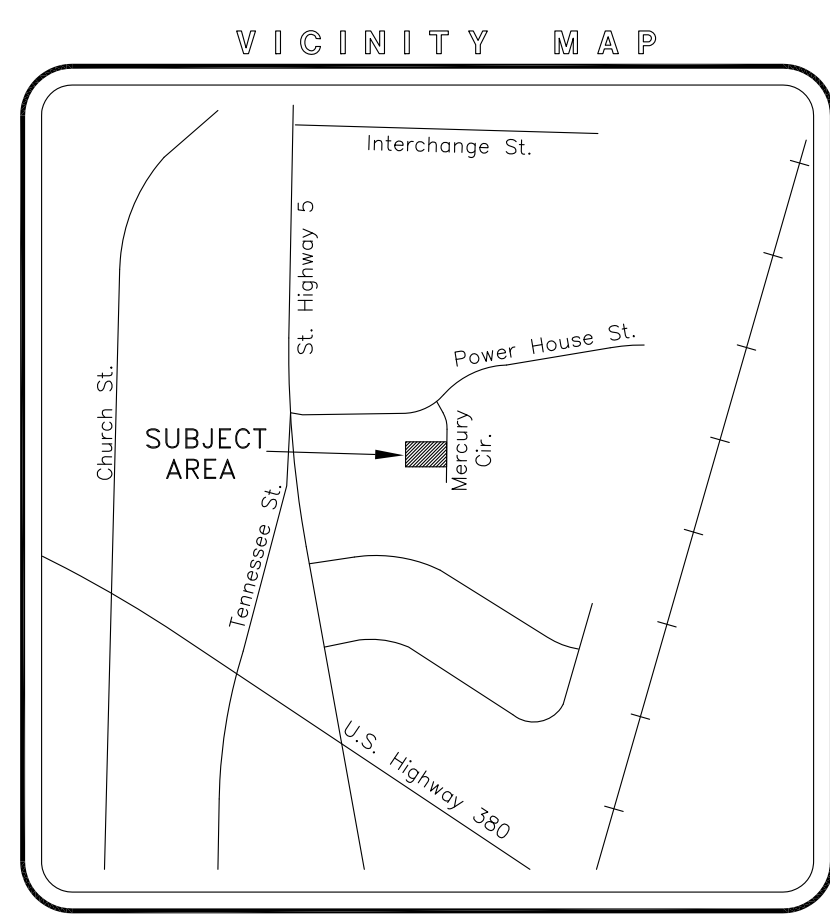 VICINITY MAP
Interchange St.
St. Highway 5
Power House St.
Church St.
SUBJECT
AREA
Mercury
Cir.
Tennessee St.
U.S. Highway 380